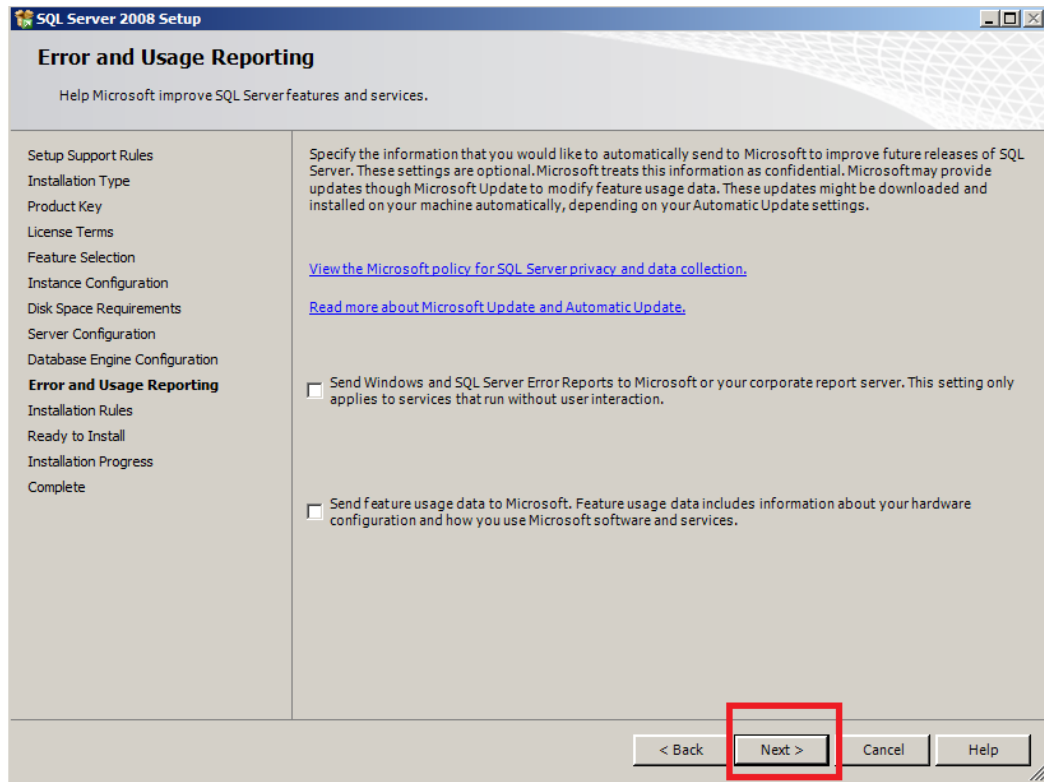 SQL Server 2008 Setup
Error and Usage Reporting
Help Microsoft improve SQL Server features and services.
Setup Support Rules
Installation Type
Product Key
License Terms
Feature Selection
Instance Configuration
Disk Space Requirements
Server Configuration
Database Engine Configuration
Error and Usage Reporting
Installation Rules
Ready to Install
Installation Progress
Complete
Specify the information that you would like to automatically send to Microsoft to improve future releases of SQL
Server. These settings are optional. Microsoft treats this information as confidential. Microsoft may provide
updates though Microsoft Update to modify feature usage data. These updates might be downloaded and
installed on your machine automatically, depending on your Automatic Update settings.
View the Microsoft policy for SQL Server privacy and data collection.
Read more about Microsoft Update and Automatic Update.
Send Windows and SQL Server Error Reports to Microsoft or your corporate report server. This setting only
applies to services that run without user interaction.
Send feature usage data to Microsoft. Feature usage data includes information about your hardware
configuration and how you use Microsoft software and services.
< Back
Next >
Cancel
Help